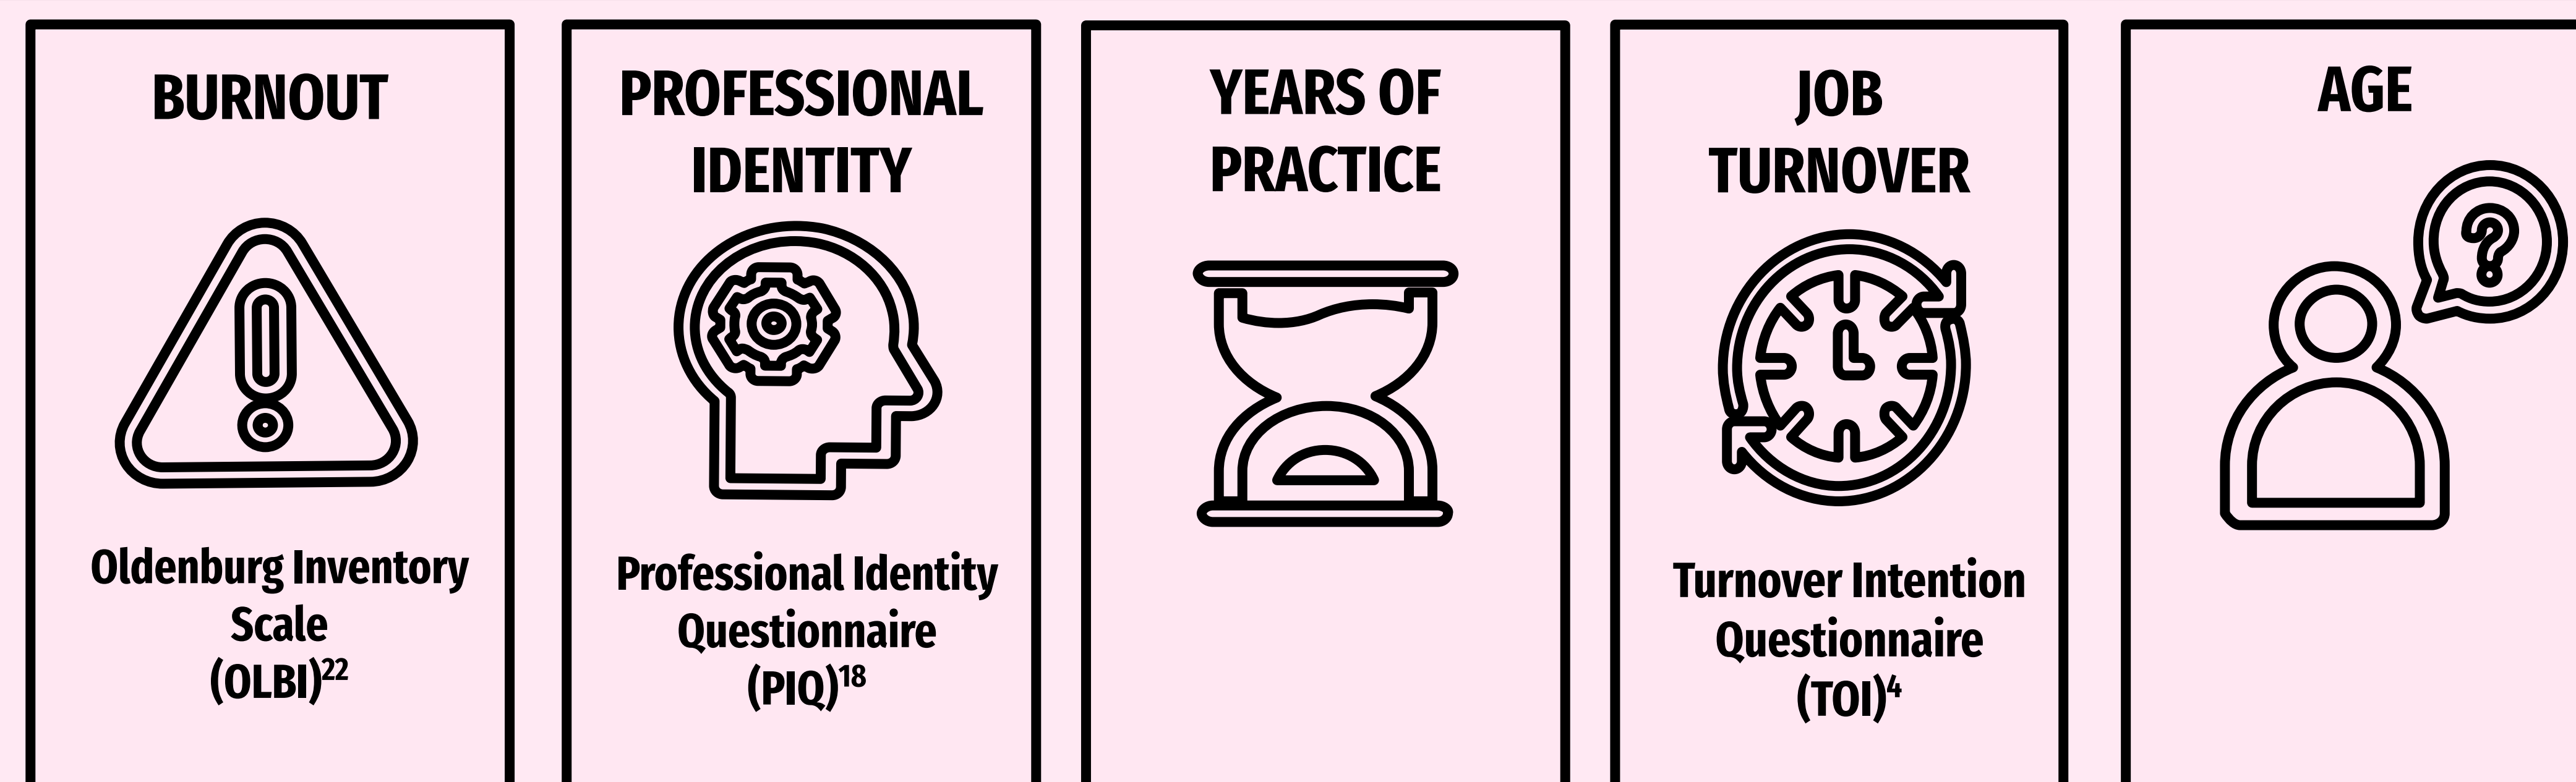 BURNOUT
Oldenburg Inventory
Scale
(OLBI)²²
PROFESSIONAL
IDENTITY
Professional Identity
Questionnaire
(PIQ)¹⁸
YEARS OF
PRACTICE
JOB
TURNOVER
Turnover Intention
Questionnaire
(TOI)⁴
AGE
?